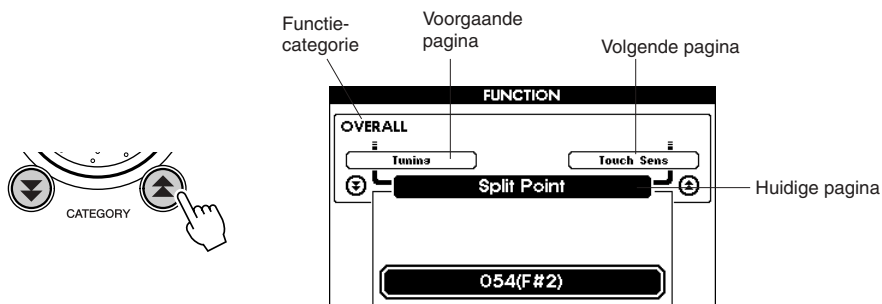 Functie-
categorie
Voorgaande
pagina
Volgende pagina
FUNCTION
OVERALL
Tuning
Touch Sens
Split Point
Huidige pagina
CATEGORY
054(F#2)